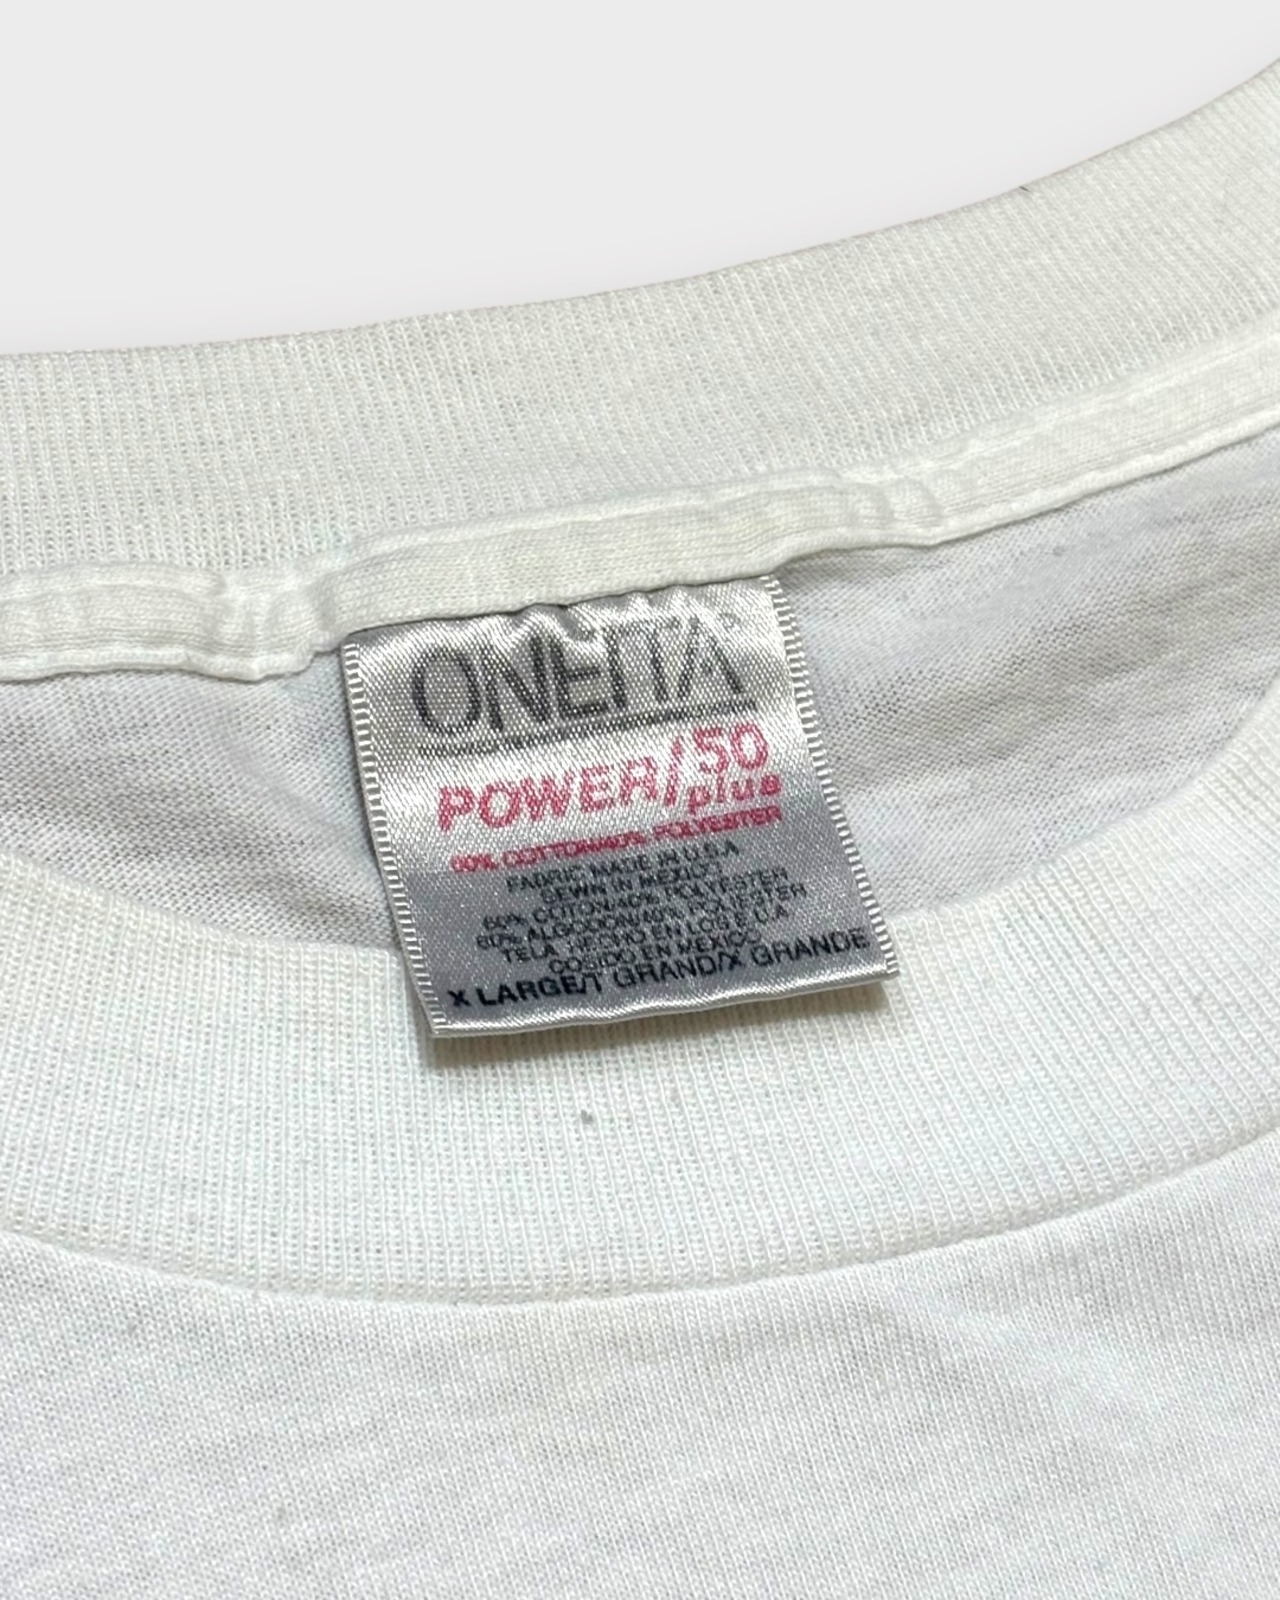 ONEITA®
POWER/50 plus
60% COTTON/40% POLYESTER
FABRIC MADE IN U.S.A
SEWN IN MEXICO
60% COTON/40% POLYESTER
60% ALGODON/40% POLYESTER
TELA HECHO EN LOS E.U.A
COSIDO EN MEXICO
X LARGE/T GRAND/X GRANDE